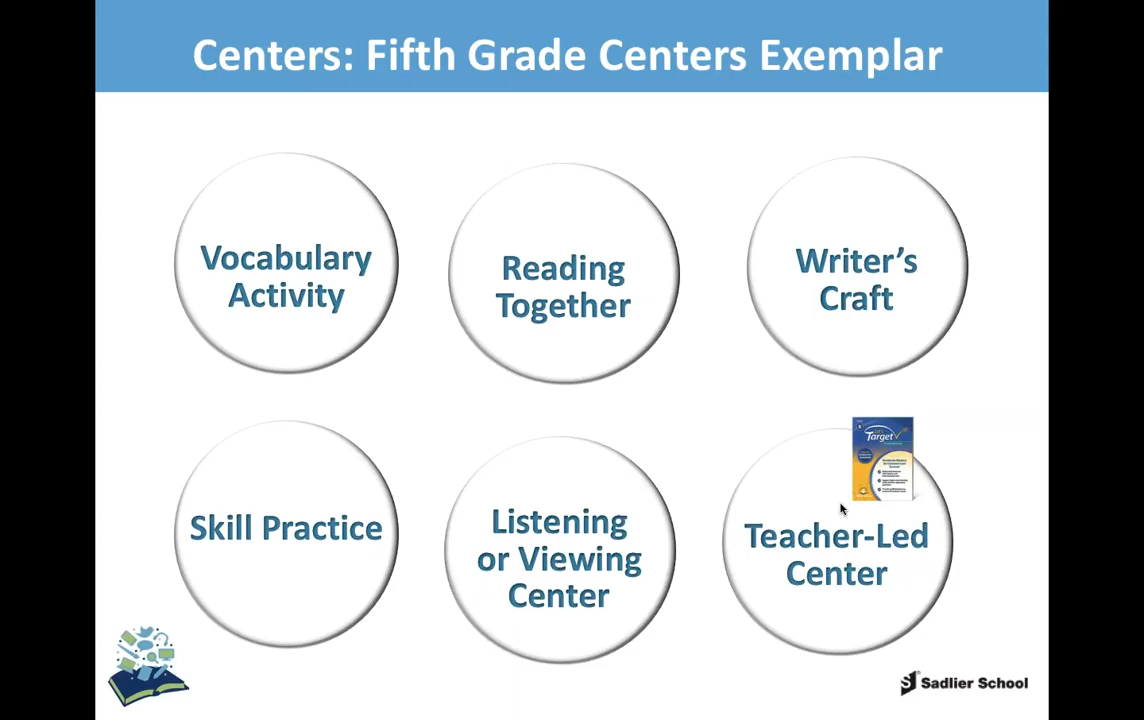 Centers: Fifth Grade Centers Exemplar
Vocabulary
Activity
Reading
Together
Writer's
Craft
Skill Practice
Listening
or Viewing
Center
Target
Teacher-Led
Center
Sadlier School